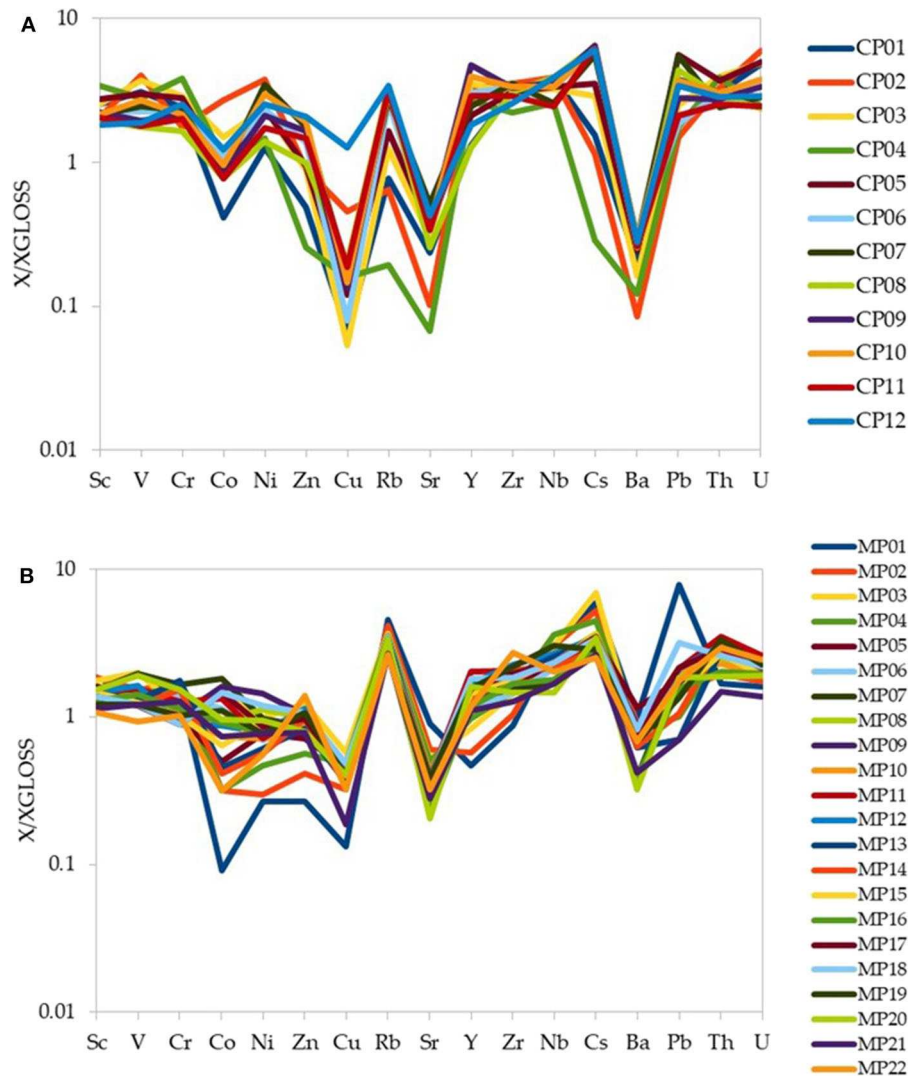 A
10
1
0.1
0.01
X/XGLOSS
Sc V Cr Co Ni Zn Cu Rb Sr Y Zr Nb Cs Ba Pb Th U
CP01
CP02
CP03
CP04
CP05
CP06
CP07
CP08
CP09
CP10
CP11
CP12
B
10
1
0.1
0.01
X/XGLOSS
Sc V Cr Co Ni Zn Cu Rb Sr Y Zr Nb Cs Ba Pb Th U
MP01
MP02
MP03
MP04
MP05
MP06
MP07
MP08
MP09
MP10
MP11
MP12
MP13
MP14
MP15
MP16
MP17
MP18
MP19
MP20
MP21
MP22